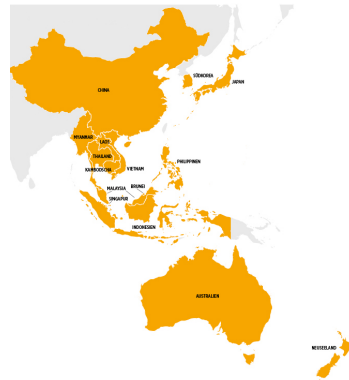 SÜDKOREA
JAPAN
CHINA
MYANMAR
LAOS
THAILAND
PHILIPPINEN
KAMBODSCHA
VIETNAM
MALAYSIA
BRUNEI
SINGAPUR
INDONESIEN
AUSTRALIEN
NEUSEELAND